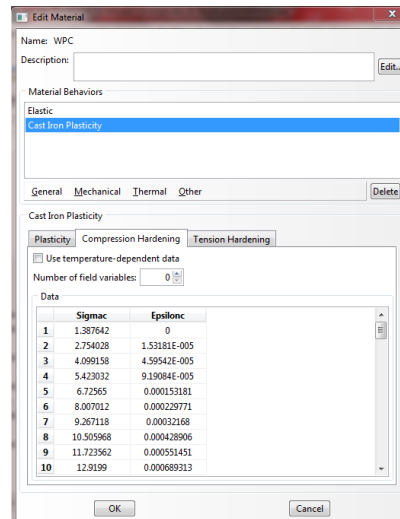 Edit Material
Name: WPC
Description:
Edit...
Material Behaviors
Elastic
Cast Iron Plasticity
General Mechanical Thermal Other Delete
Cast Iron Plasticity
Plasticity Compression Hardening Tension Hardening
Use temperature-dependent data
Number of field variables: 0
Data
Sigmac Epsilonc
1 1.387642 0
2 2.754028 1.53181E-005
3 4.099158 4.59542E-005
4 5.423032 9.19084E-005
5 6.72565 0.000153181
6 8.007012 0.000229771
7 9.267118 0.00032168
8 10.505968 0.000428906
9 11.723562 0.000551451
10 12.9199 0.000689313
OK Cancel